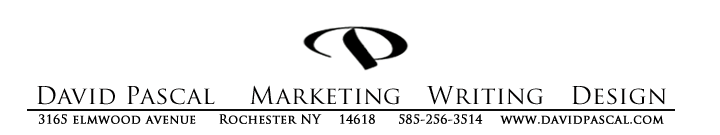 DAVID PASCAL MARKETING WRITING DESIGN
3165 ELMWOOD AVENUE ROCHESTER NY 14618 585-256-3514 WWW.DAVIDPASCAL.COM